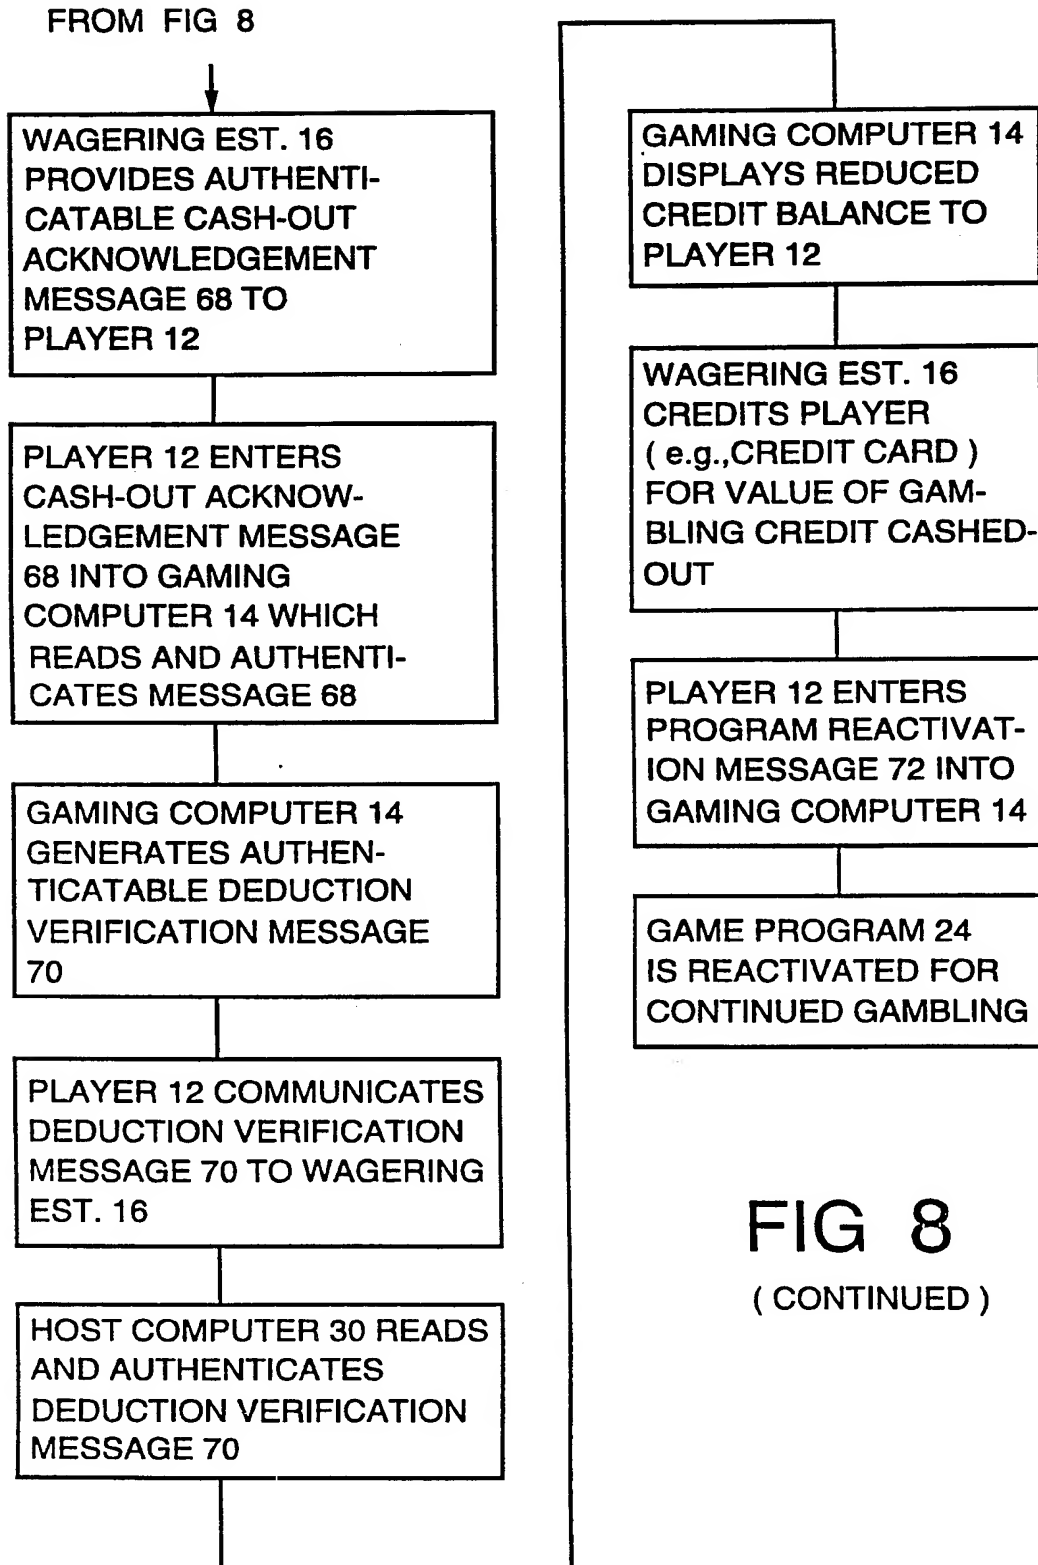 FROM FIG 8
WAGERING EST. 16
PROVIDES AUTHENTI-
CATABLE CASH-OUT
ACKNOWLEDGEMENT
MESSAGE 68 TO
PLAYER 12
PLAYER 12 ENTERS
CASH-OUT ACKNOW-
LEDGEMENT MESSAGE
68 INTO GAMING
COMPUTER 14 WHICH
READS AND AUTHENTI-
CATES MESSAGE 68
GAMING COMPUTER 14
GENERATES AUTHEN-
TICATABLE DEDUCTION
VERIFICATION MESSAGE
70
PLAYER 12 COMMUNICATES
DEDUCTION VERIFICATION
MESSAGE 70 TO WAGERING
EST. 16
HOST COMPUTER 30 READS
AND AUTHENTICATES
DEDUCTION VERIFICATION
MESSAGE 70
GAMING COMPUTER 14
DISPLAYS REDUCED
CREDIT BALANCE TO
PLAYER 12
WAGERING EST. 16
CREDITS PLAYER
( e.g.,CREDIT CARD )
FOR VALUE OF GAM-
BLING CREDIT CASHED-
OUT
PLAYER 12 ENTERS
PROGRAM REACTIVAT-
ION MESSAGE 72 INTO
GAMING COMPUTER 14
GAME PROGRAM 24
IS REACTIVATED FOR
CONTINUED GAMBLING
FIG 8
( CONTINUED )